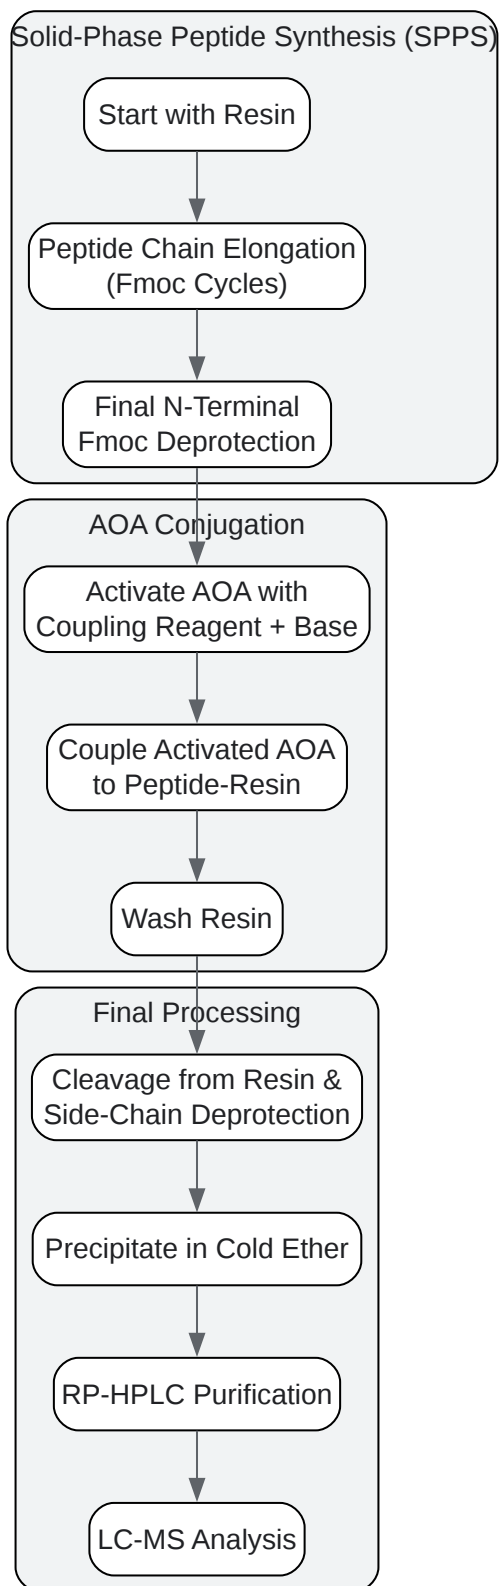 Solid-Phase Peptide Synthesis (SPPS)
Start with Resin
Peptide Chain Elongation
(Fmoc Cycles)
Final N-Terminal
Fmoc Deprotection
AOA Conjugation
Activate AOA with
Coupling Reagent + Base
Couple Activated AOA
to Peptide-Resin
Wash Resin
Final Processing
Cleavage from Resin &
Side-Chain Deprotection
Precipitate in Cold Ether
RP-HPLC Purification
LC-MS Analysis